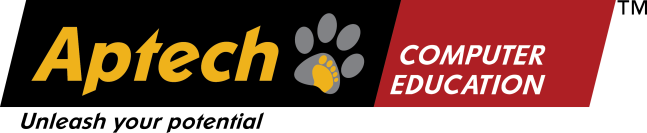 Aptech
COMPUTER
EDUCATION
™
Unleash your potential